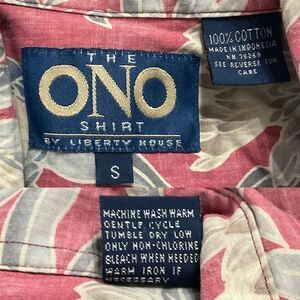 THE
ONO
SHIRT
BY LIBERTY HOUSE
S
100% COTTON
MADE IN INDONESIA
RN 75269
SEE REVERSE FOR
CARE
MACHINE WASH WARM
GENTLE CYCLE
TUMBLE DRY LOW
ONLY NON-CHLORINE
BLEACH WHEN NEEDED
WARM IRON IF
NECESSARY